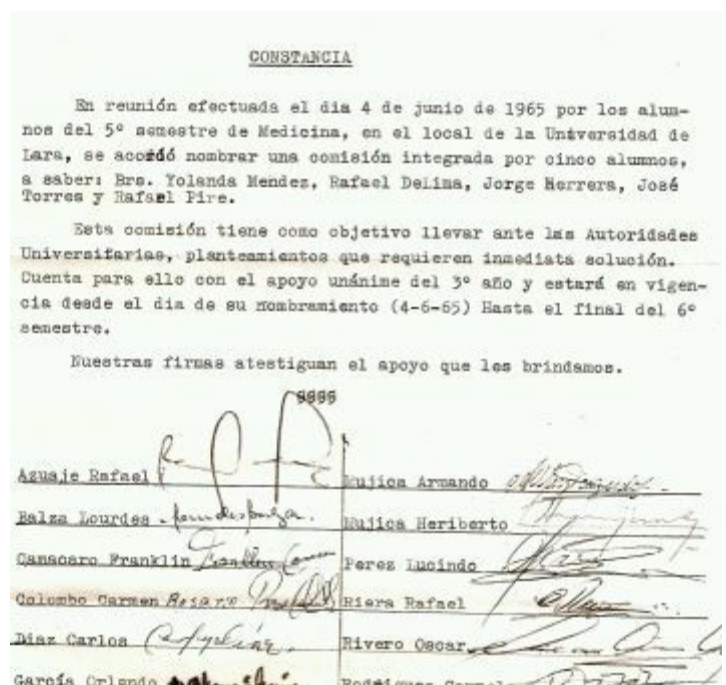 CONSTANCIA
En reunión efectuada el dia 4 de junio de 1965 por los alum-
nos del 5º semestre de Medicina, en el local de la Universidad de
Lara, se acordó nombrar una comisión integrada por cinco alumnos,
a saber: Brs. Yolanda Mendez, Rafael DeLima, Jorge Herrera, José
Torres y Rafael Pire.
Esta comisión tiene como objetivo llevar ante las Autoridades
Universitarias, planteamientos que requieren inmediata solución.
Cuenta para ello con el apoyo unánime del 3º año y estará en vigen-
cia desde el dia de su nombramiento (4-6-65) Hasta el final del 6º
semestre.
Nuestras firmas atestiguan el apoyo que les brindamos.
§§§§
Azuaje Rafael
Mujica Armando
Balza Lourdes
Mujica Heriberto
Camacaro Franklin
Perez Lucindo
Colombo Carmen Rosario
Riera Rafael
Diaz Carlos
Rivero Oscar
García Orlando
Rodriguez